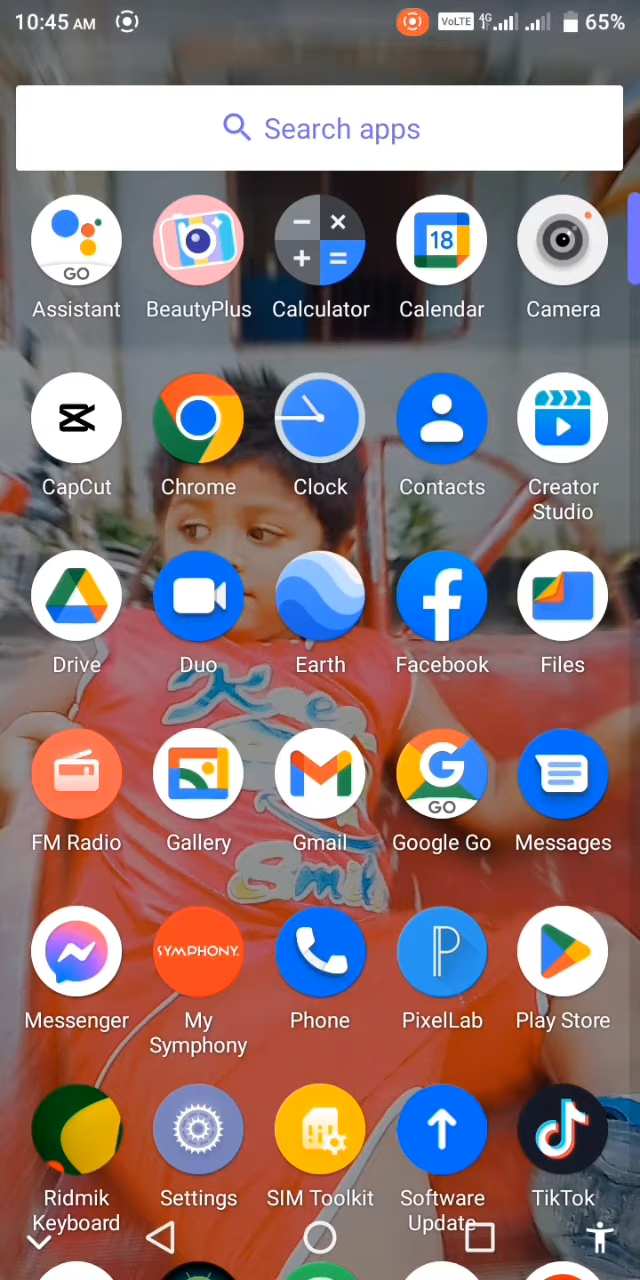 10:45 AM VoLTE 4G 65%
Search apps
GO
18
Assistant BeautyPlus Calculator Calendar Camera
CapCut Chrome Clock Contacts Creator
Studio
Drive Duo Earth Facebook Files
GO
FM Radio Gallery Gmail Google Go Messages
SYMPHONY.
Messenger My Phone PixelLab Play Store
Symphony
Ridmik Settings SIM Toolkit Software TikTok
Keyboard Update